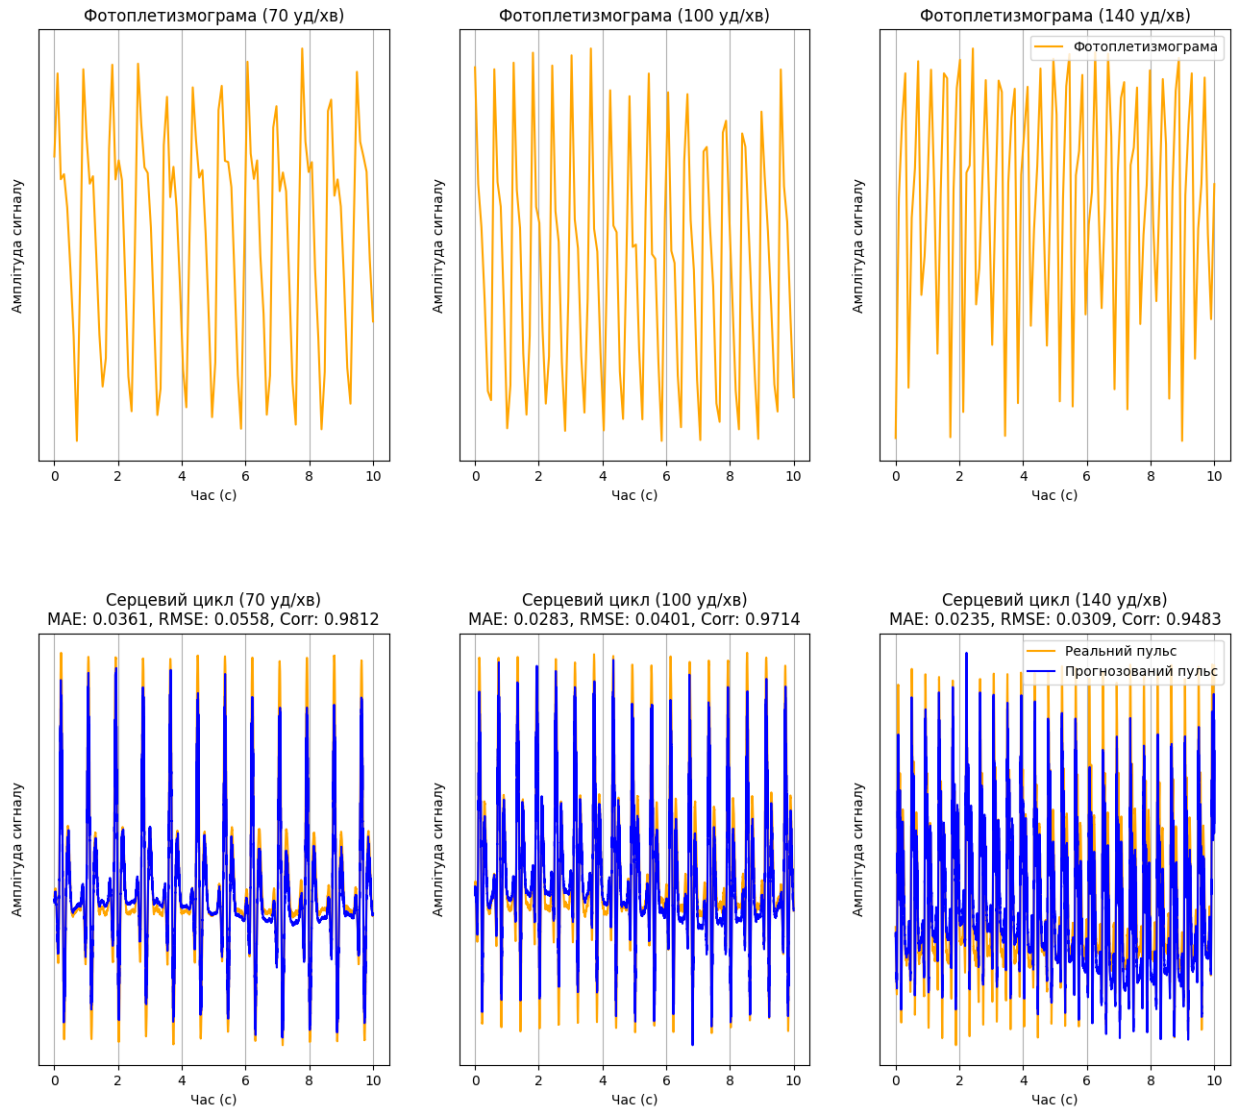 Фотоплетизмограма (70 уд/хв)
Амплітуда сигналу
0 2 4 6 8 10
Час (с)
Фотоплетизмограма (100 уд/хв)
Амплітуда сигналу
0 2 4 6 8 10
Час (с)
Фотоплетизмограма (140 уд/хв)
Фотоплетизмограма
Амплітуда сигналу
0 2 4 6 8 10
Час (с)
Серцевий цикл (70 уд/хв)
MAE: 0.0361, RMSE: 0.0558, Corr: 0.9812
Амплітуда сигналу
0 2 4 6 8 10
Час (с)
Серцевий цикл (100 уд/хв)
MAE: 0.0283, RMSE: 0.0401, Corr: 0.9714
Амплітуда сигналу
0 2 4 6 8 10
Час (с)
Серцевий цикл (140 уд/хв)
MAE: 0.0235, RMSE: 0.0309, Corr: 0.9483
Реальний пульс
Прогнозований пульс
Амплітуда сигналу
0 2 4 6 8 10
Час (с)